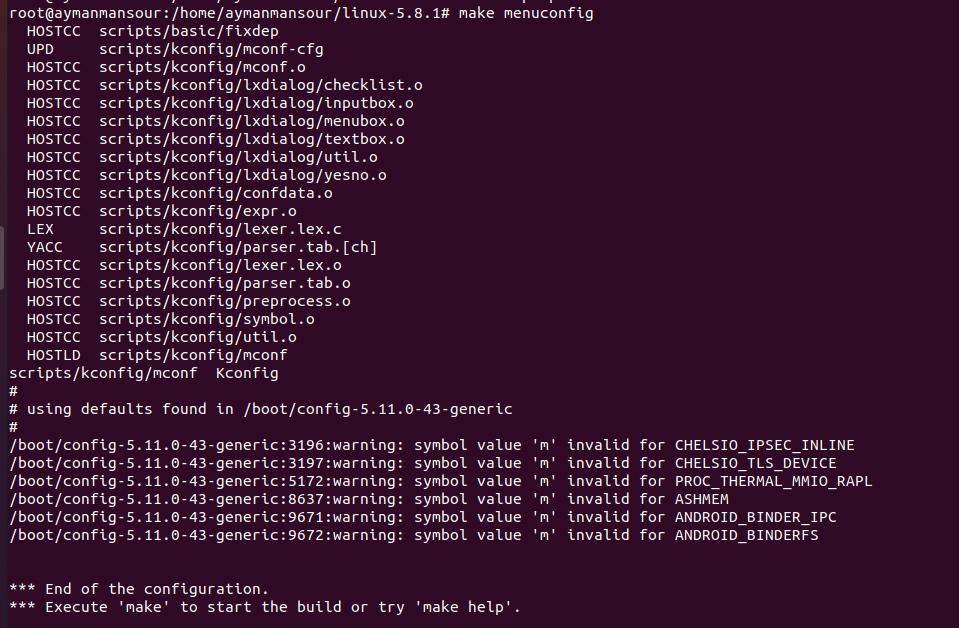 root@aymanmansour:/home/aymanmansour/linux-5.8.1# make menuconfig
  HOSTCC  scripts/basic/fixdep
  UPD     scripts/kconfig/mconf-cfg
  HOSTCC  scripts/kconfig/mconf.o
  HOSTCC  scripts/kconfig/lxdialog/checklist.o
  HOSTCC  scripts/kconfig/lxdialog/inputbox.o
  HOSTCC  scripts/kconfig/lxdialog/menubox.o
  HOSTCC  scripts/kconfig/lxdialog/textbox.o
  HOSTCC  scripts/kconfig/lxdialog/util.o
  HOSTCC  scripts/kconfig/lxdialog/yesno.o
  HOSTCC  scripts/kconfig/confdata.o
  HOSTCC  scripts/kconfig/expr.o
  LEX     scripts/kconfig/lexer.lex.c
  YACC    scripts/kconfig/parser.tab.[ch]
  HOSTCC  scripts/kconfig/lexer.lex.o
  HOSTCC  scripts/kconfig/parser.tab.o
  HOSTCC  scripts/kconfig/preprocess.o
  HOSTCC  scripts/kconfig/symbol.o
  HOSTCC  scripts/kconfig/util.o
  HOSTLD  scripts/kconfig/mconf
scripts/kconfig/mconf  Kconfig
#
# using defaults found in /boot/config-5.11.0-43-generic
#
/boot/config-5.11.0-43-generic:3196:warning: symbol value 'm' invalid for CHELSIO_IPSEC_INLINE
/boot/config-5.11.0-43-generic:3197:warning: symbol value 'm' invalid for CHELSIO_TLS_DEVICE
/boot/config-5.11.0-43-generic:5172:warning: symbol value 'm' invalid for PROC_THERMAL_MMIO_RAPL
/boot/config-5.11.0-43-generic:8637:warning: symbol value 'm' invalid for ASHMEM
/boot/config-5.11.0-43-generic:9671:warning: symbol value 'm' invalid for ANDROID_BINDER_IPC
/boot/config-5.11.0-43-generic:9672:warning: symbol value 'm' invalid for ANDROID_BINDERFS
*** End of the configuration.
*** Execute 'make' to start the build or try 'make help'.